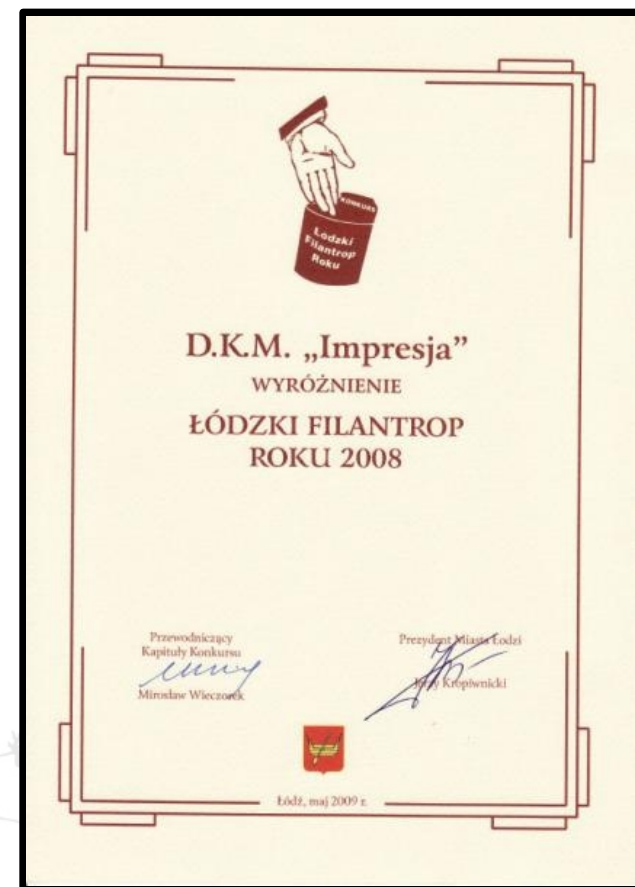 KONKURS
Łódzki
Filantrop
Roku
D.K.M. „Impresja”
WYRÓŻNIENIE
ŁÓDZKI FILANTROP
ROKU 2008
Przewodniczący
Kapituły Konkursu
Mirosław Wieczorek
Prezydent Miasta Łodzi
Jerzy Kropiwnicki
Łódź, maj 2009 r.